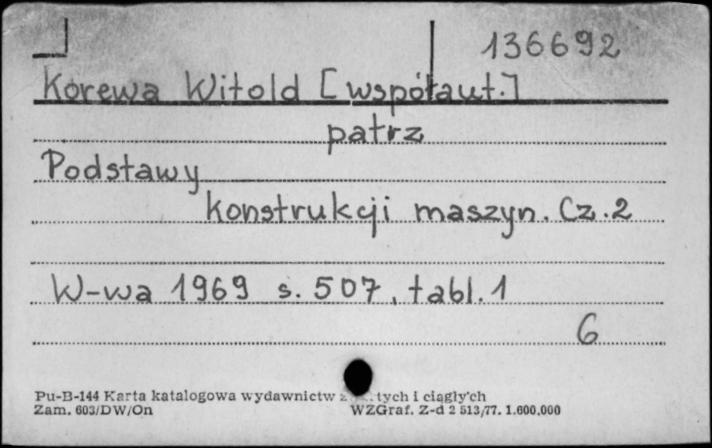 136692
Korewa Witold [współaut.]
patrz
Podstawy
konstrukcji maszyn. Cz. 2
W-wa 1969 s. 507, tabl. 1
6
Pu-B-144 Karta katalogowa wydawnictw i ciągłych
Zam. 603/DW/On WZGraf. Z-d 2 513/77. 1.600,000